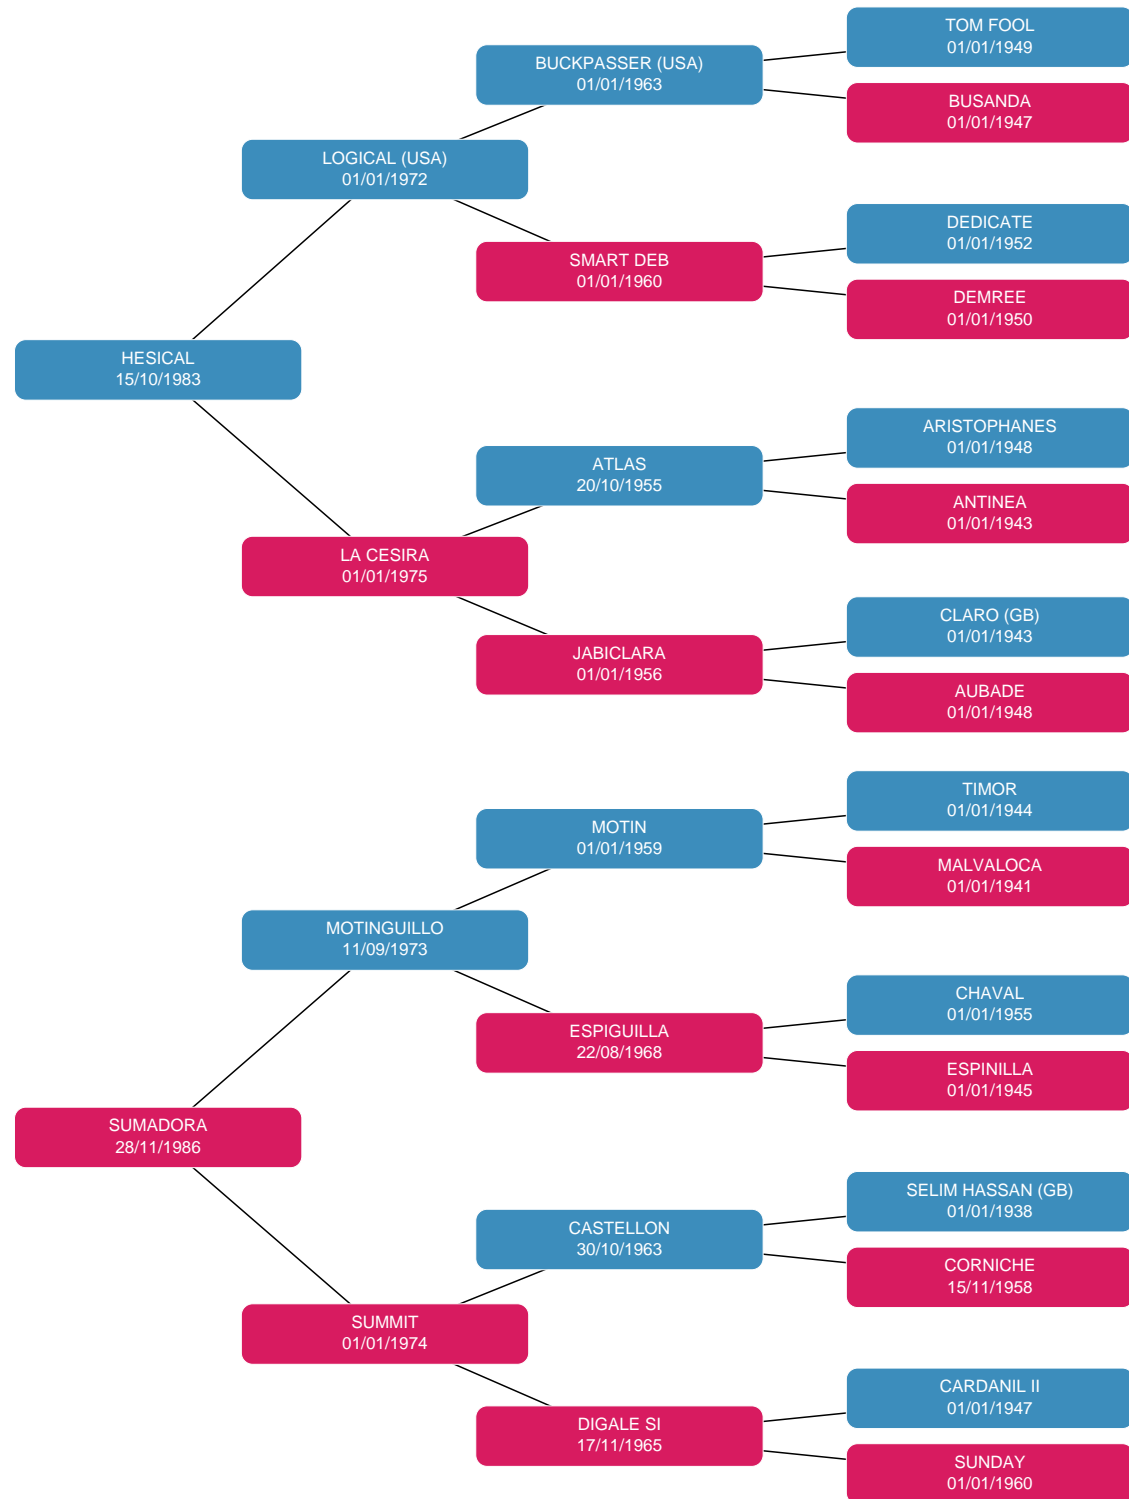 TOM FOOL
01/01/1949
BUCKPASSER (USA)
01/01/1963
BUSANDA
01/01/1947
LOGICAL (USA)
01/01/1972
DEDICATE
01/01/1952
SMART DEB
01/01/1960
DEMREE
01/01/1950
HESICAL
15/10/1983
ARISTOPHANES
01/01/1948
ATLAS
20/10/1955
ANTINEA
01/01/1943
LA CESIRA
01/01/1975
CLARO (GB)
01/01/1943
JABICLARA
01/01/1956
AUBADE
01/01/1948
TIMOR
01/01/1944
MOTIN
01/01/1959
MALVALOCA
01/01/1941
MOTINGUILLO
11/09/1973
CHAVAL
01/01/1955
ESPIGUILLA
22/08/1968
ESPINILLA
01/01/1945
SUMADORA
28/11/1986
SELIM HASSAN (GB)
01/01/1938
CASTELLON
30/10/1963
CORNICHE
15/11/1958
SUMMIT
01/01/1974
CARDANIL II
01/01/1947
DIGALE SI
17/11/1965
SUNDAY
01/01/1960